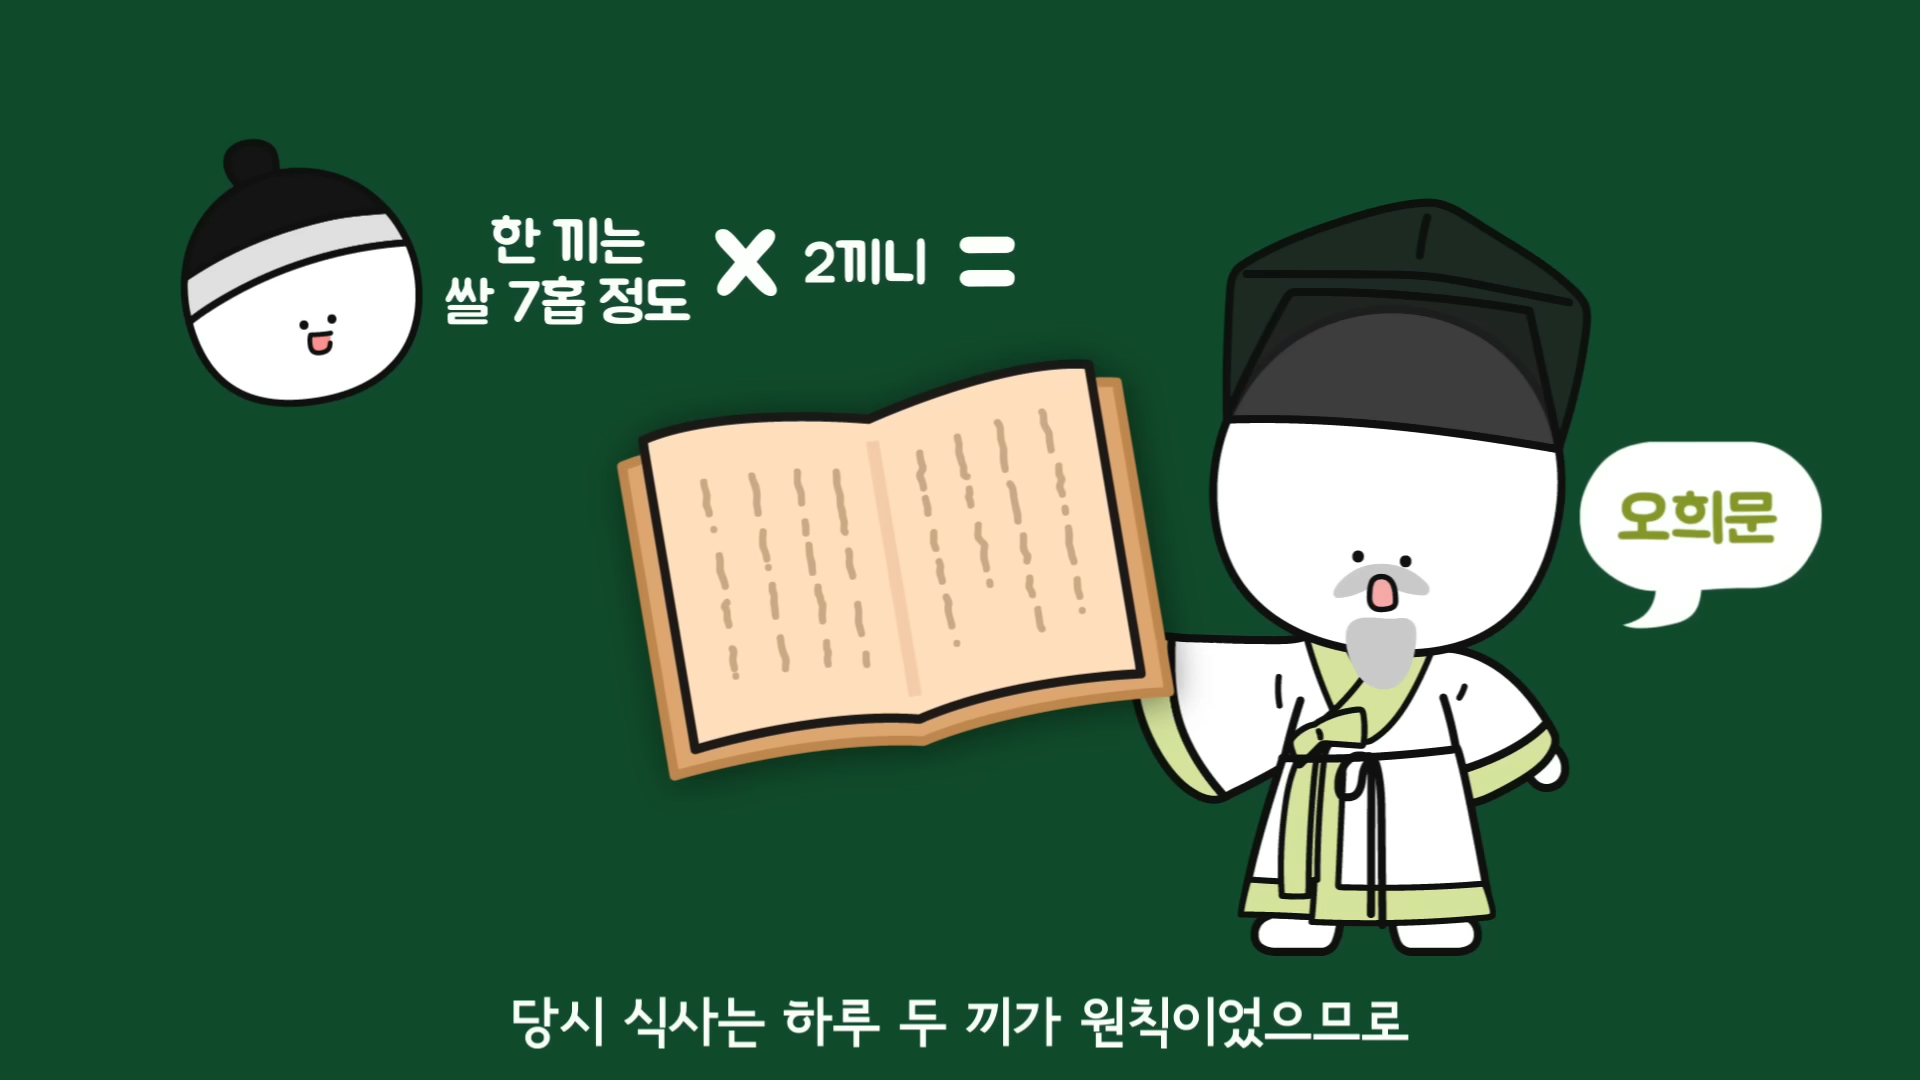 한 끼는
쌀 7홉 정도
X 2끼니 =
오희문
당시 식사는 하루 두 끼가 원칙이었으므로